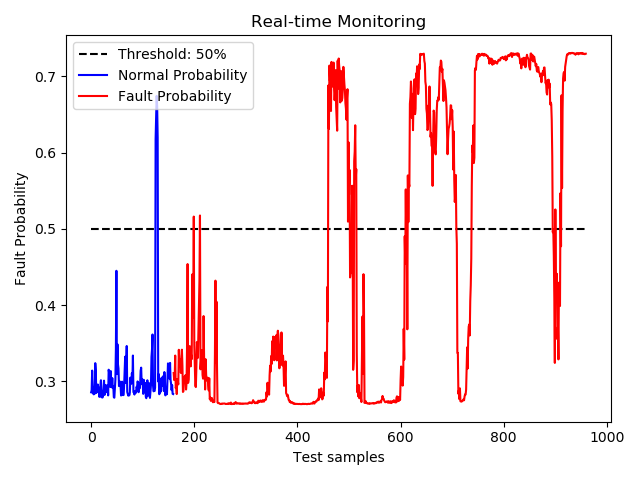 Real-time Monitoring
Threshold: 50%
Normal Probability
Fault Probability
Fault Probability
0.7
0.6
0.5
0.4
0.3
0 200 400 600 800 1000
Test samples